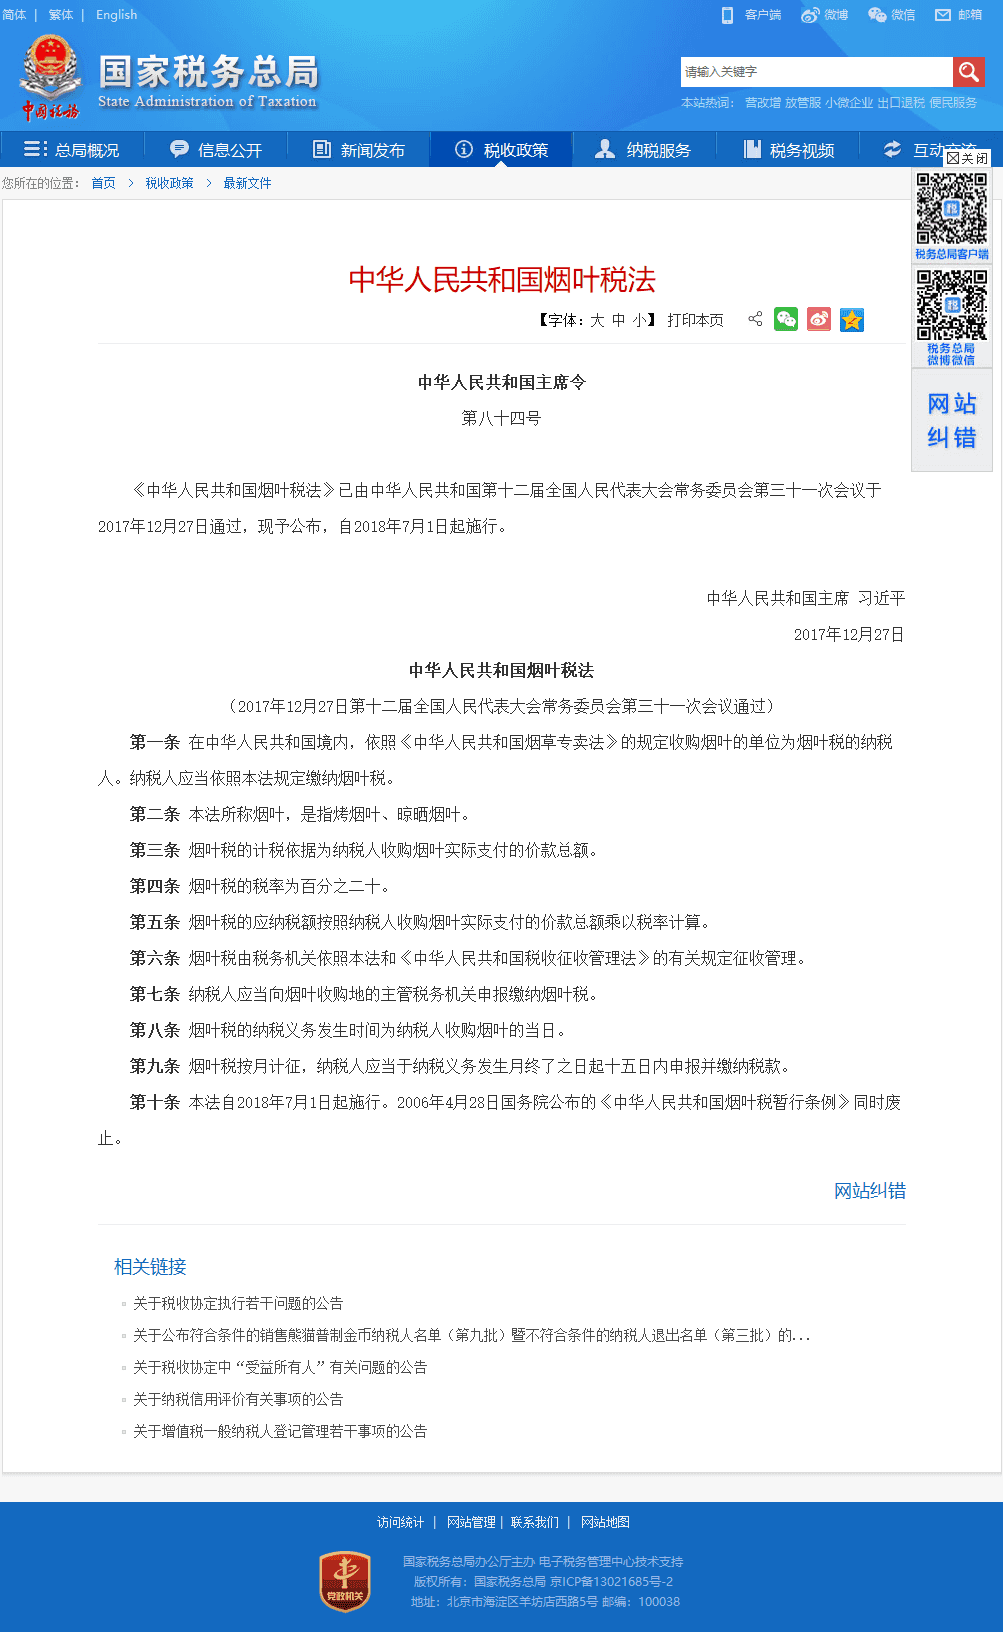 简体 | 繁体 | English
客户端 微博 微信 邮箱
国家税务总局
State Administration of Taxation
中国税务
请输入关键字
本站热词： 营改增 放管服 小微企业 出口退税 便民服务
总局概况 信息公开 新闻发布 税收政策 纳税服务 税务视频 互动交流
关闭
您所在的位置： 首页 > 税收政策 > 最新文件
税务总局客户端
税务总局
微博微信
网站
纠错
中华人民共和国烟叶税法
【字体：大 中 小】 打印本页
中华人民共和国主席令
第八十四号
《中华人民共和国烟叶税法》已由中华人民共和国第十二届全国人民代表大会常务委员会第三十一次会议于
2017年12月27日通过，现予公布，自2018年7月1日起施行。
中华人民共和国主席 习近平
2017年12月27日
中华人民共和国烟叶税法
（2017年12月27日第十二届全国人民代表大会常务委员会第三十一次会议通过）
第一条 在中华人民共和国境内，依照《中华人民共和国烟草专卖法》的规定收购烟叶的单位为烟叶税的纳税
人。纳税人应当依照本法规定缴纳烟叶税。
第二条 本法所称烟叶，是指烤烟叶、晾晒烟叶。
第三条 烟叶税的计税依据为纳税人收购烟叶实际支付的价款总额。
第四条 烟叶税的税率为百分之二十。
第五条 烟叶税的应纳税额按照纳税人收购烟叶实际支付的价款总额乘以税率计算。
第六条 烟叶税由税务机关依照本法和《中华人民共和国税收征收管理法》的有关规定征收管理。
第七条 纳税人应当向烟叶收购地的主管税务机关申报缴纳烟叶税。
第八条 烟叶税的纳税义务发生时间为纳税人收购烟叶的当日。
第九条 烟叶税按月计征，纳税人应当于纳税义务发生月终了之日起十五日内申报并缴纳税款。
第十条 本法自2018年7月1日起施行。2006年4月28日国务院公布的《中华人民共和国烟叶税暂行条例》同时废
止。
网站纠错
相关链接
关于税收协定执行若干问题的公告
关于公布符合条件的销售熊猫普制金币纳税人名单（第九批）暨不符合条件的纳税人退出名单（第三批）的...
关于税收协定中“受益所有人”有关问题的公告
关于纳税信用评价有关事项的公告
关于增值税一般纳税人登记管理若干事项的公告
访问统计 | 网站管理 | 联系我们 | 网站地图
党政机关
国家税务总局办公厅主办 电子税务管理中心技术支持
版权所有：国家税务总局 京ICP备13021685号-2
地址：北京市海淀区羊坊店西路5号 邮编：100038